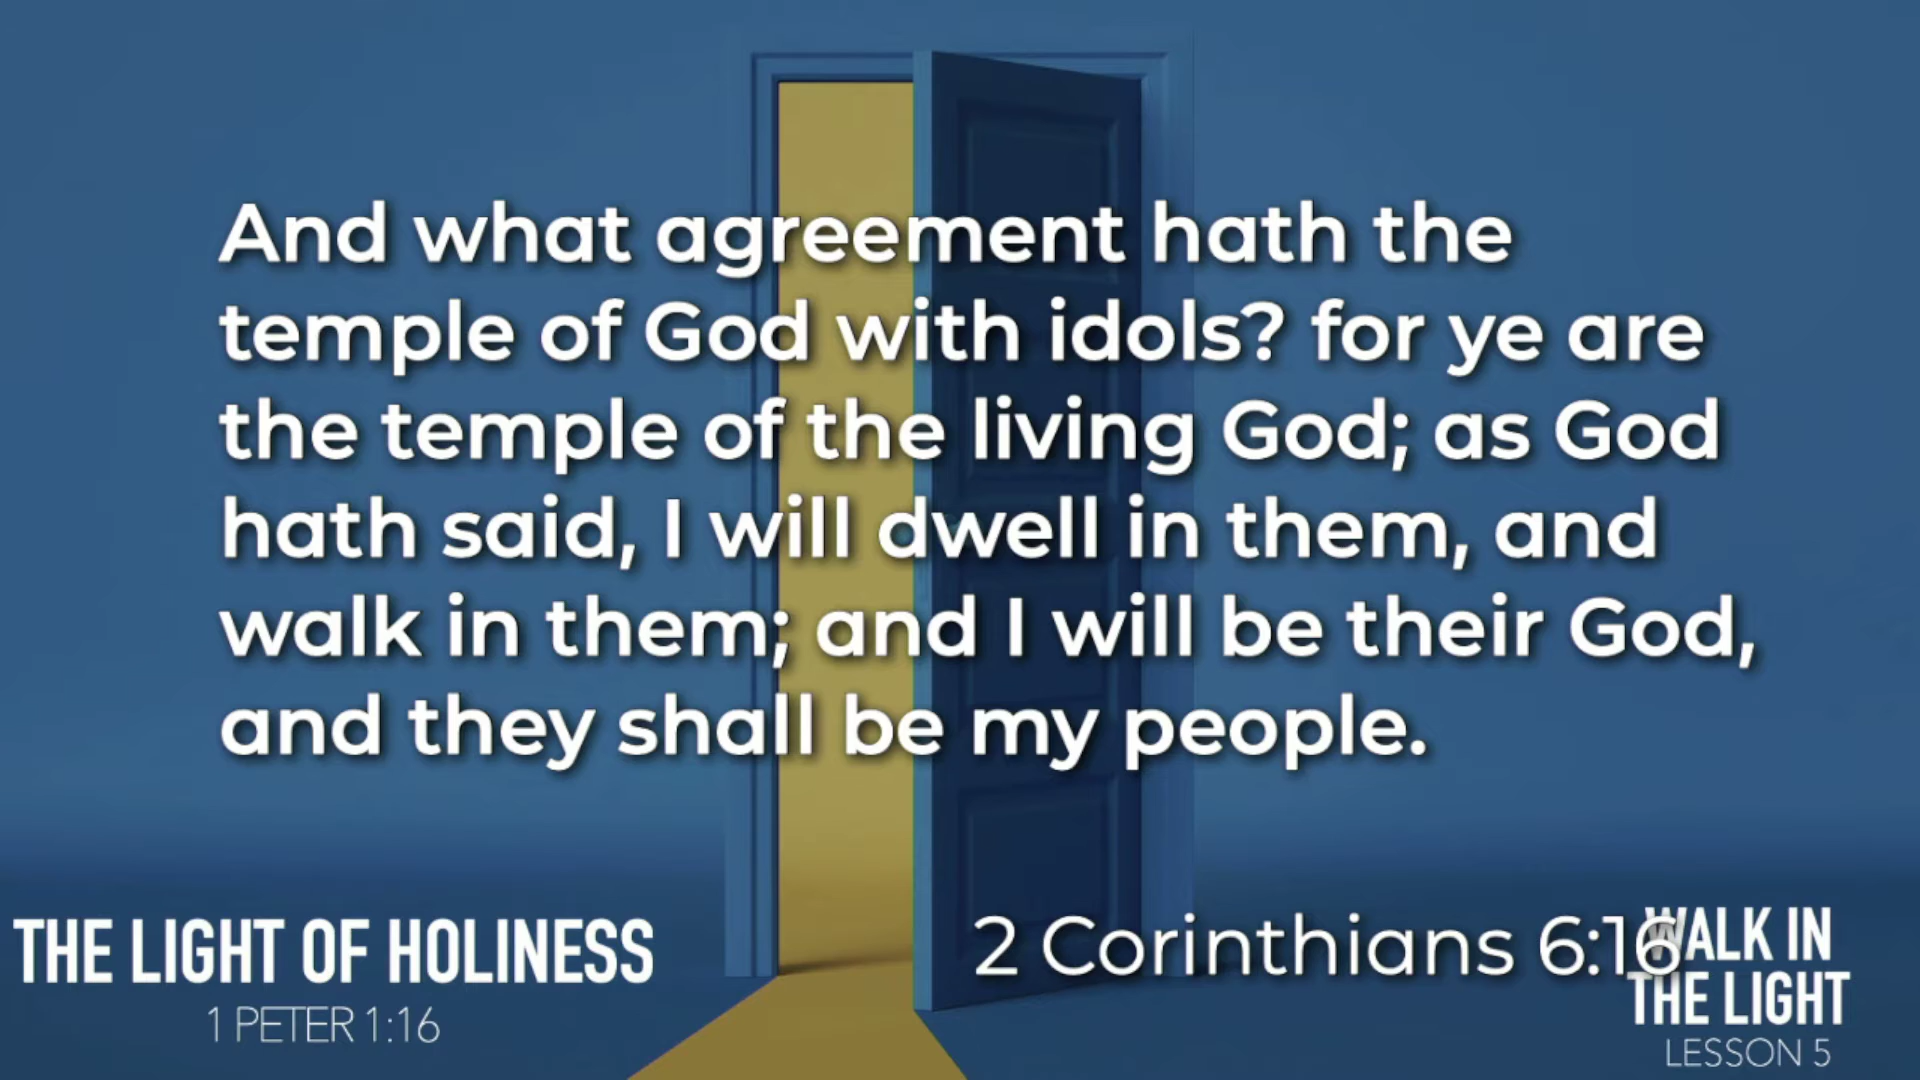 And what agreement hath the
temple of God with idols? for ye are
the temple of the living God; as God
hath said, I will dwell in them, and
walk in them; and I will be their God,
and they shall be my people.
THE LIGHT OF HOLINESS
1 PETER 1:16
2 Corinthians 6:16
WALK IN
THE LIGHT
LESSON 5